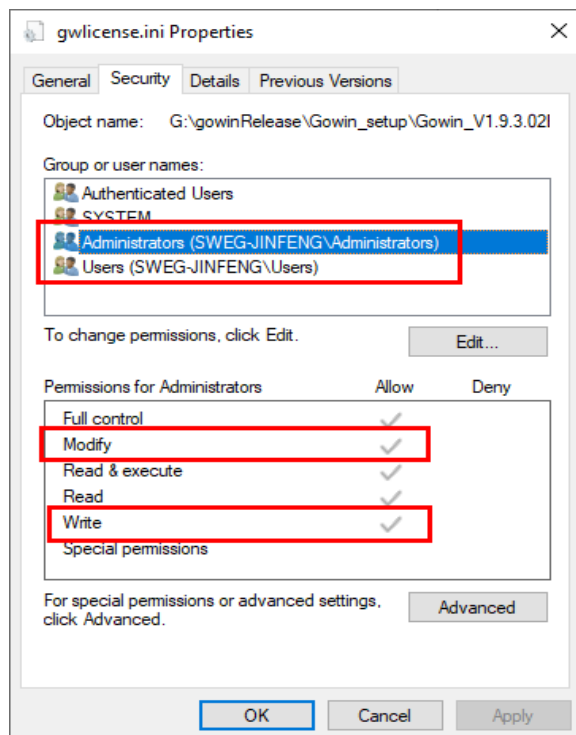 gwlicense.ini Properties
General Security Details Previous Versions
Object name: G:\gowinRelease\Gowin_setup\Gowin_V1.9.3.02I
Group or user names:
Authenticated Users
SYSTEM
Administrators (SWEG-JINFENG\Administrators)
Users (SWEG-JINFENG\Users)
To change permissions, click Edit. Edit...
Permissions for Administrators Allow Deny
Full control
Modify
Read & execute
Read
Write
Special permissions
For special permissions or advanced settings,
click Advanced. Advanced
OK Cancel Apply